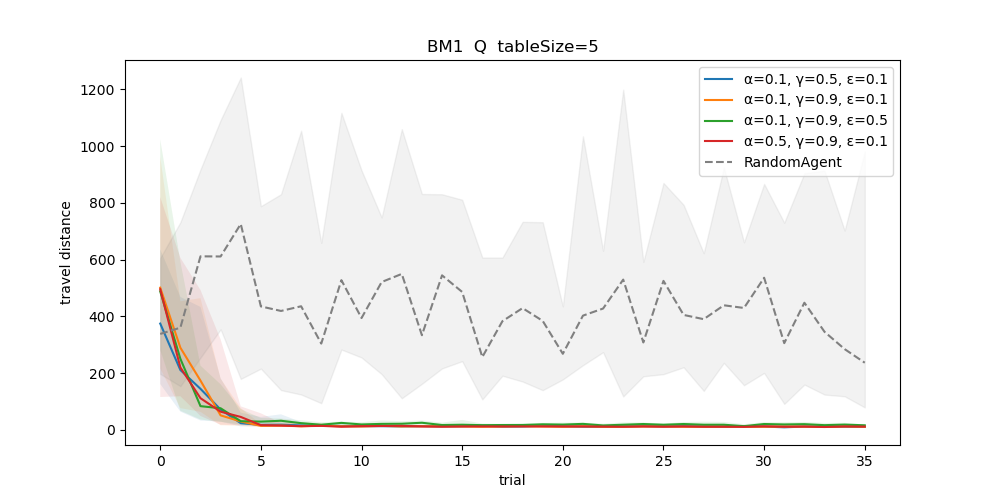 BM1 Q tableSize=5
travel distance
1200
1000
800
600
400
200
0
0 5 10 15 20 25 30 35
trial
α=0.1, γ=0.5, ε=0.1
α=0.1, γ=0.9, ε=0.1
α=0.1, γ=0.9, ε=0.5
α=0.5, γ=0.9, ε=0.1
RandomAgent